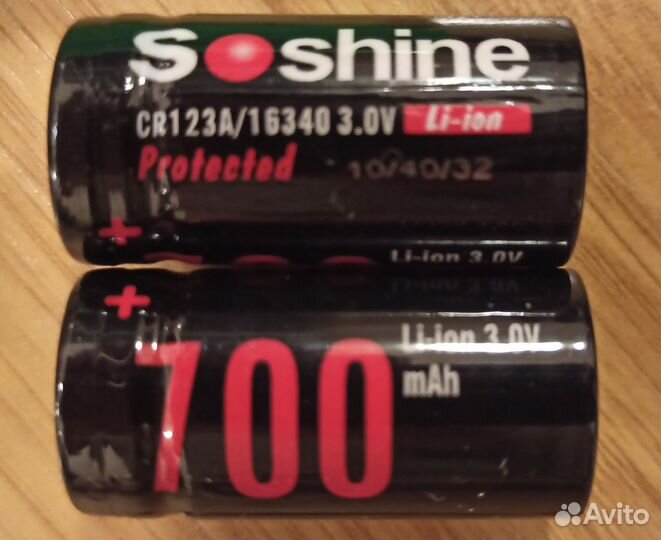 Soshine
CR123A/16340 3.0V Li-ion
Protected 10/40/32
+
Li-ion 3.0V
+
Li-ion 3.0V
700 mAh
Avito